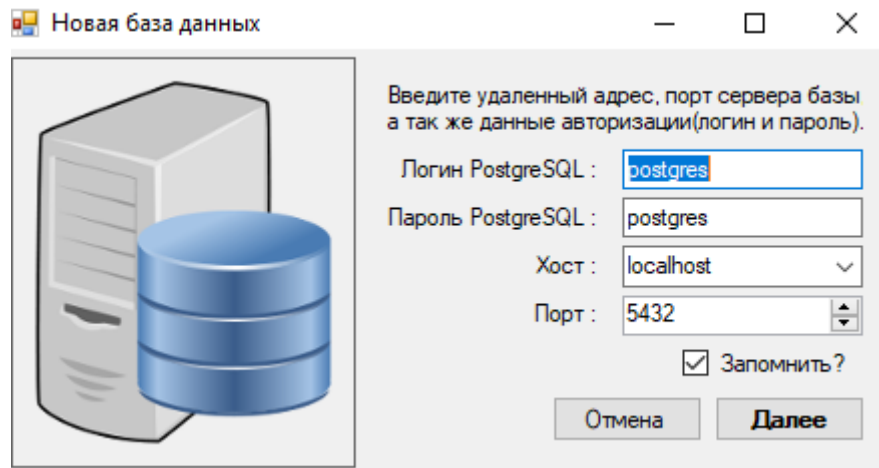 Новая база данных
Введите удаленный адрес, порт сервера базы
а так же данные авторизации(логин и пароль).
Логин PostgreSQL : postgres
Пароль PostgreSQL : postgres
Хост : localhost
Порт : 5432
Запомнить?
Отмена Далее